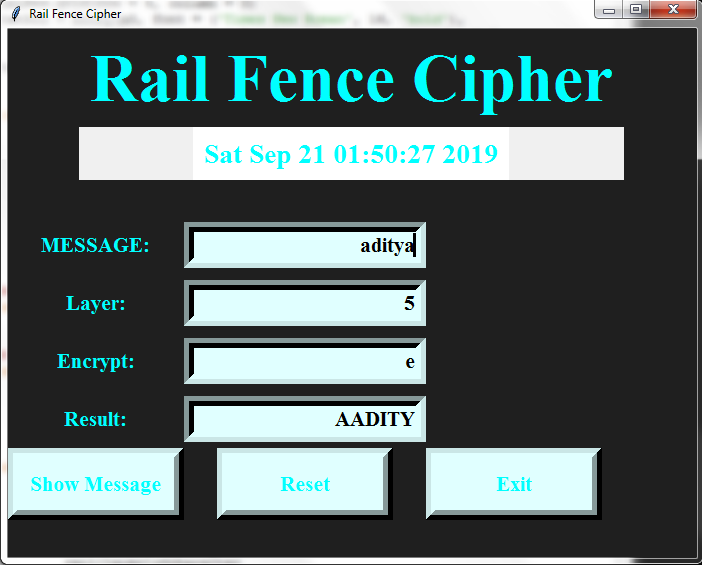 Rail Fence Cipher
Rail Fence Cipher
Sat Sep 21 01:50:27 2019
MESSAGE: aditya
Layer: 5
Encrypt: e
Result: AADITY
Show Message Reset Exit